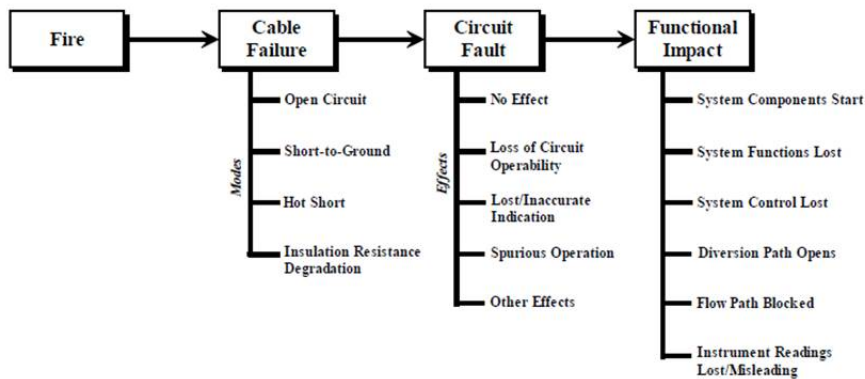 Fire
Cable
Failure
Circuit
Fault
Functional
Impact
Modes
Open Circuit
Short-to-Ground
Hot Short
Insulation Resistance
Degradation
Effects
No Effect
Loss of Circuit
Operability
Lost/Inaccurate
Indication
Spurious Operation
Other Effects
System Components Start
System Functions Lost
System Control Lost
Diversion Path Opens
Flow Path Blocked
Instrument Readings
Lost/Misleading